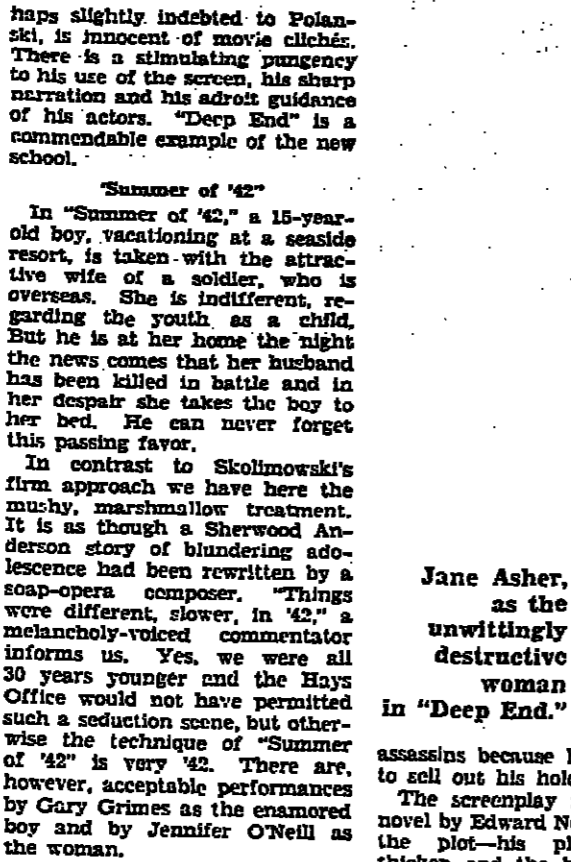 haps slightly indebted to Polan-
ski, is innocent of movie clichés.
There is a stimulating pungency
to his use of the screen, his sharp
narration and his adroit guidance
of his actors. "Deep End" is a
commendable example of the new
school.
"Summer of '42"
In "Summer of '42," a 15-year-
old boy, vacationing at a seaside
resort, is taken with the attrac-
tive wife of a soldier, who is
overseas. She is indifferent, re-
garding the youth as a child.
But he is at her home the night
the news comes that her husband
has been killed in battle and in
her despair she takes the boy to
her bed. He can never forget
this passing favor.
In contrast to Skolimowski's
firm approach we have here the
mushy, marshmallow treatment.
It is as though a Sherwood An-
derson story of blundering ado-
lescence had been rewritten by a
soap-opera composer. "Things
were different, slower, in '42," a
melancholy-voiced commentator
informs us. Yes, we were all
30 years younger and the Hays
Office would not have permitted
such a seduction scene, but other-
wise the technique of "Summer
of '42" is very '42. There are,
however, acceptable performances
by Gary Grimes as the enamored
boy and by Jennifer O'Neill as
the woman.
Jane Asher,
as the
unwittingly
destructive
woman
in "Deep End."
assassins because
to sell out his
The screenplay
novel by Edward
the plot—his